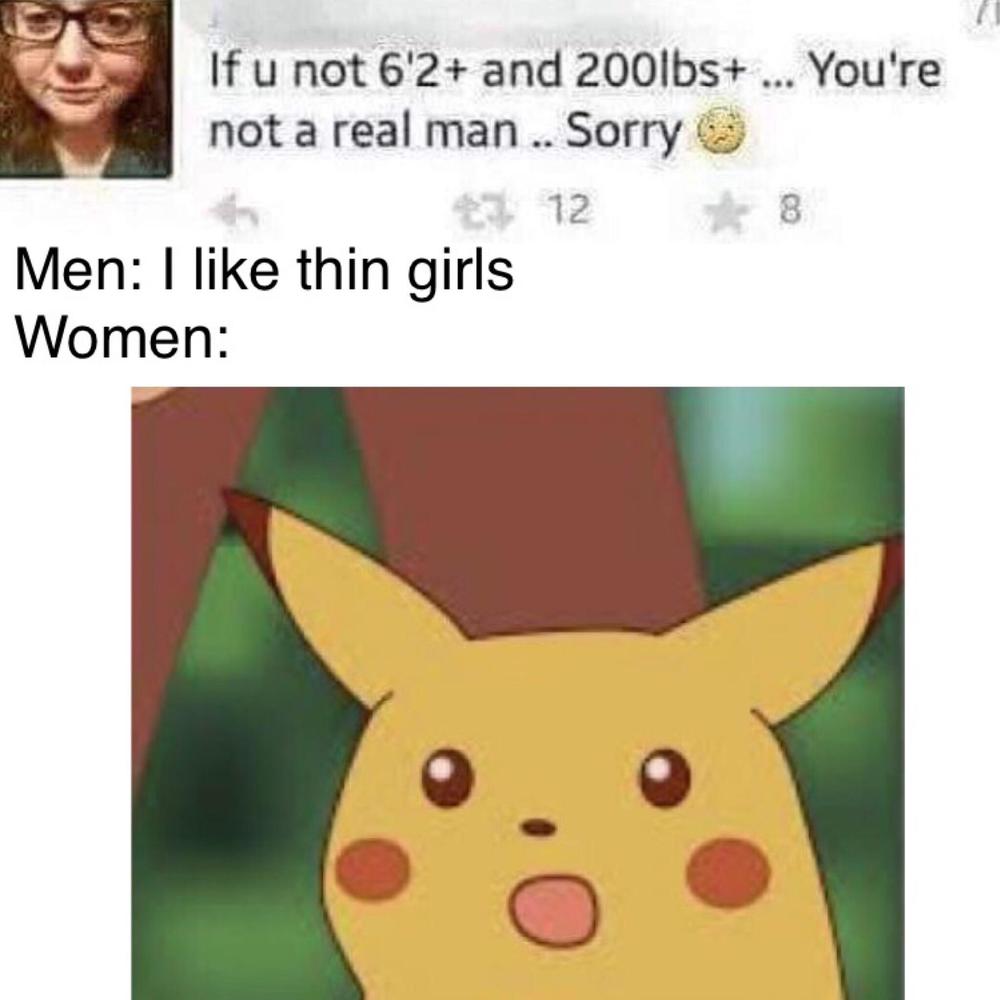 If u not 6'2+ and 200lbs+ ... You're
not a real man .. Sorry 😟
12 8
Men: I like thin girls
Women: